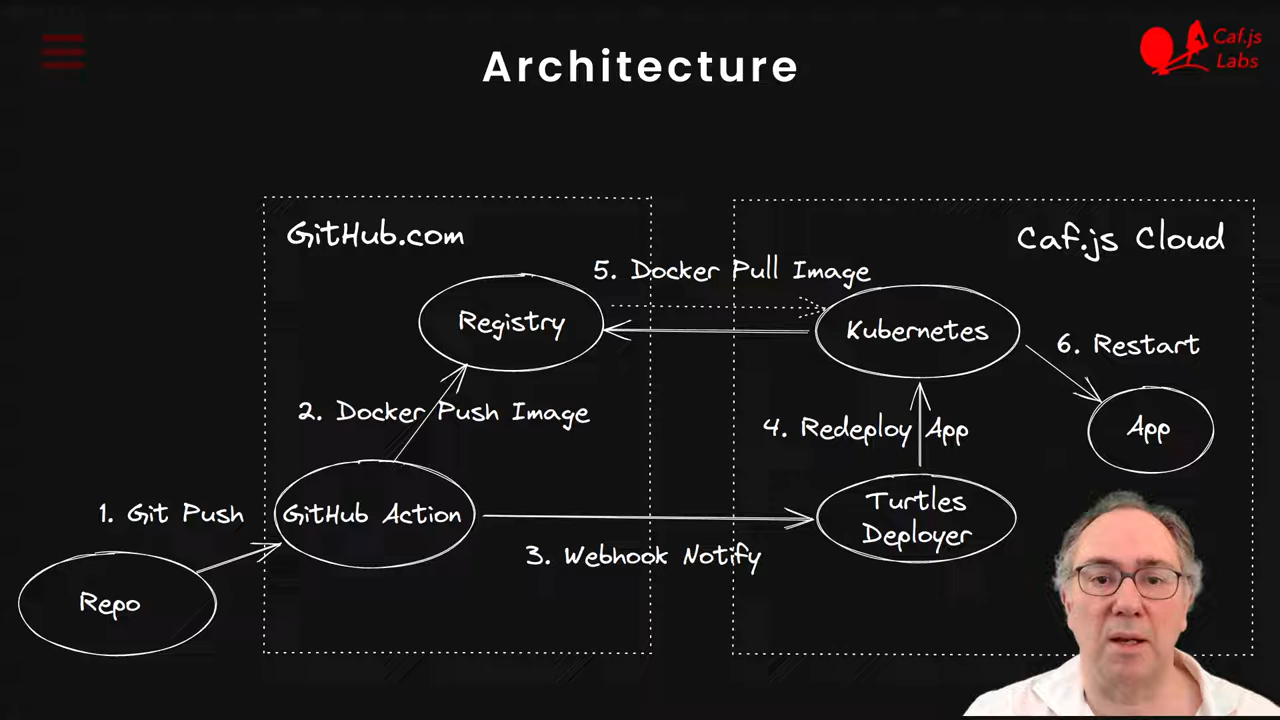 Architecture
Caf.js
Labs
GitHub.com
Caf.js Cloud
5. Docker Pull Image
Registry
Kubernetes
6. Restart
2. Docker Push Image
4. Redeploy App
App
1. Git Push
GitHub Action
Turtles
Deployer
3. Webhook Notify
Repo